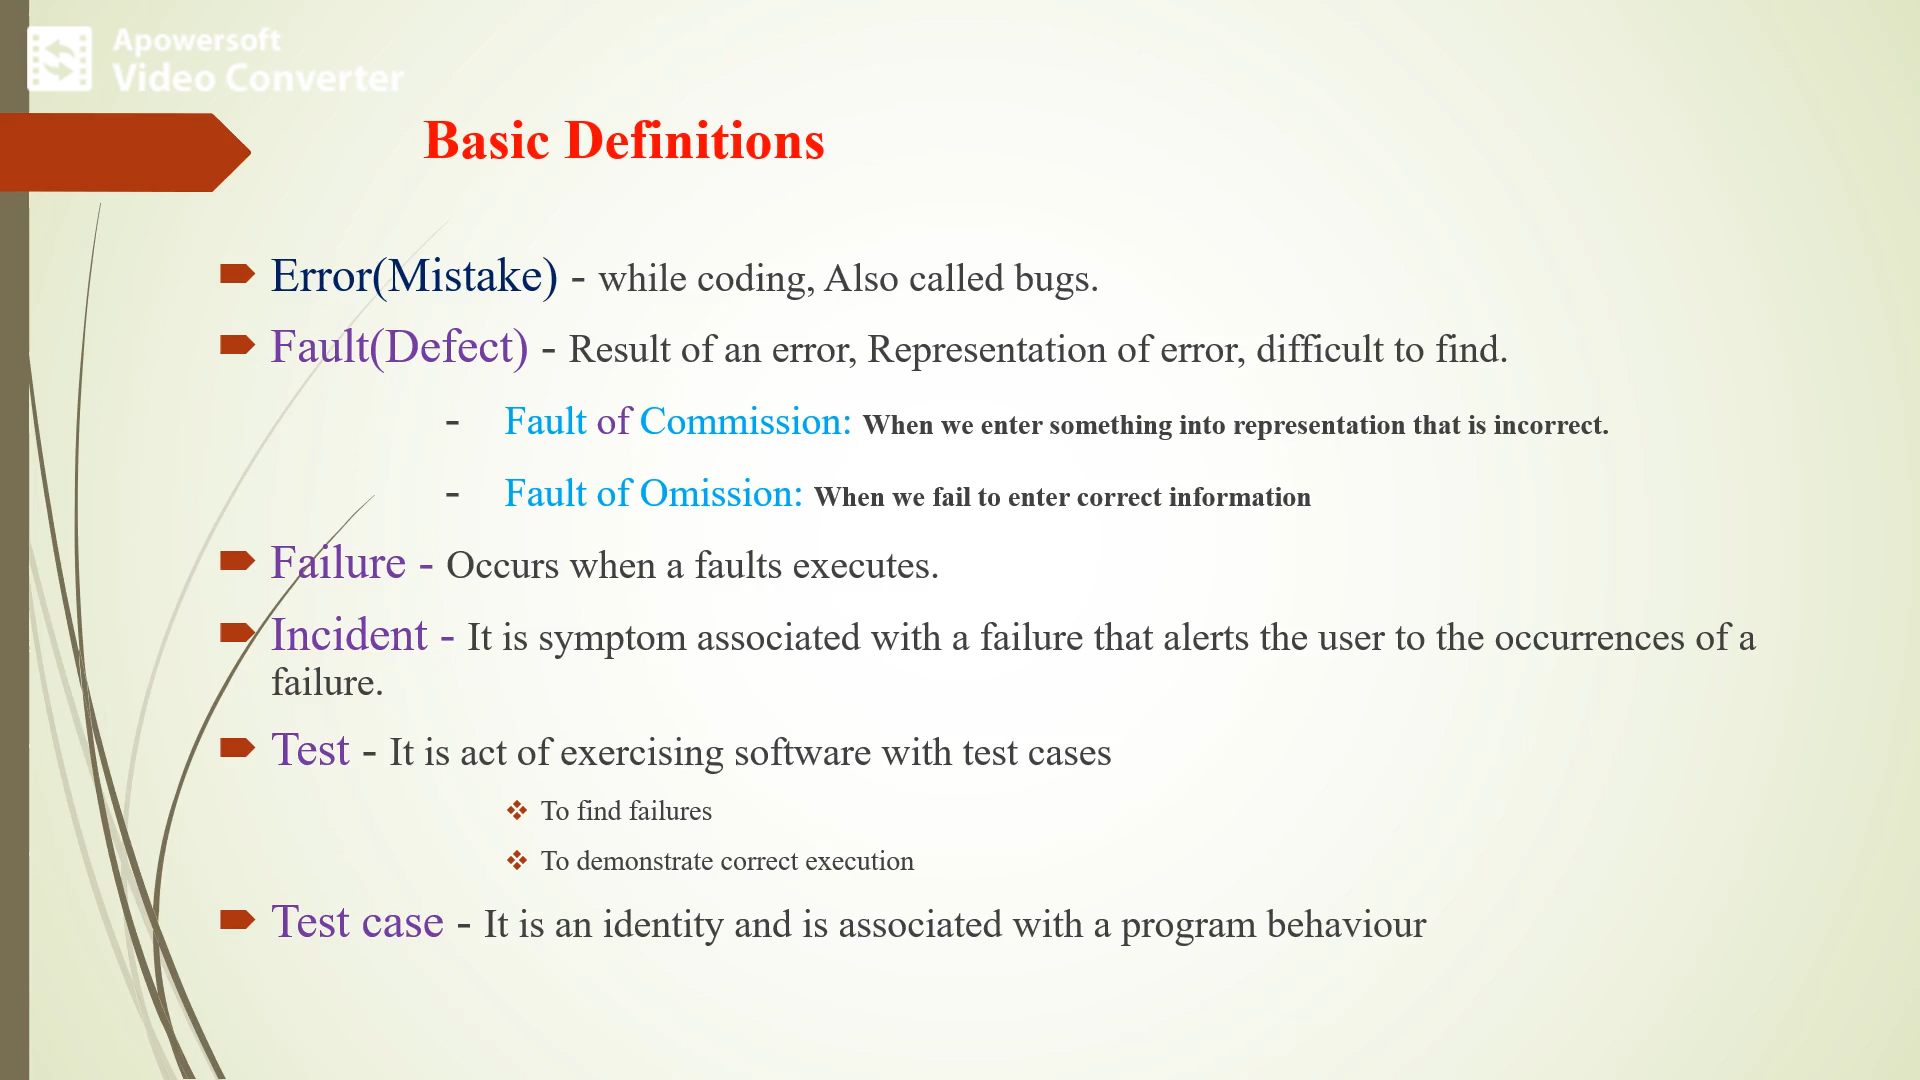 Apowersoft
Video Converter
Basic Definitions
Error(Mistake) - while coding, Also called bugs.
Fault(Defect) - Result of an error, Representation of error, difficult to find.
- Fault of Commission: When we enter something into representation that is incorrect.
- Fault of Omission: When we fail to enter correct information
Failure - Occurs when a faults executes.
Incident - It is symptom associated with a failure that alerts the user to the occurrences of a
failure.
Test - It is act of exercising software with test cases
❖ To find failures
❖ To demonstrate correct execution
Test case - It is an identity and is associated with a program behaviour